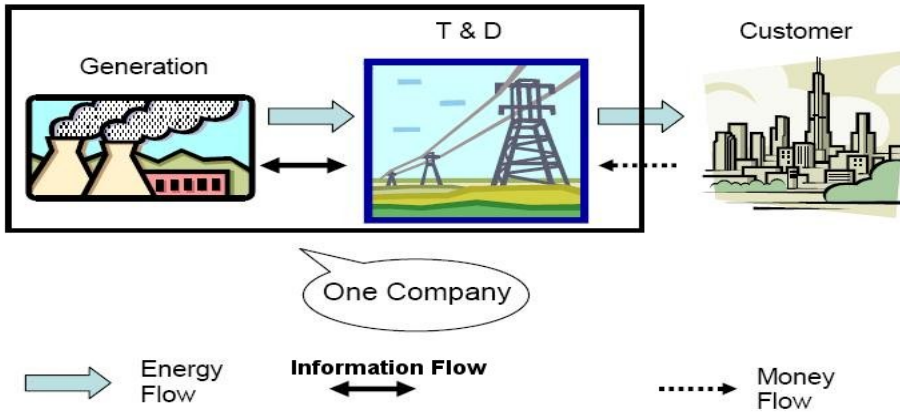 T & D
Customer
Generation
One Company
Energy
Flow
Information Flow
Money
Flow